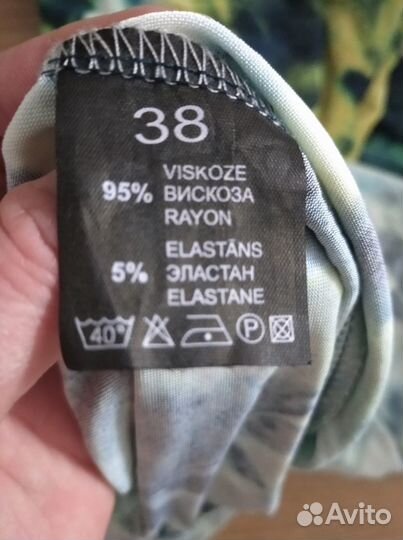 38
VISKOZE
95% ВИСКОЗА
RAYON
ELASTĀNS
5% ЭЛАСТАН
ELASTANE
40° P
Avito